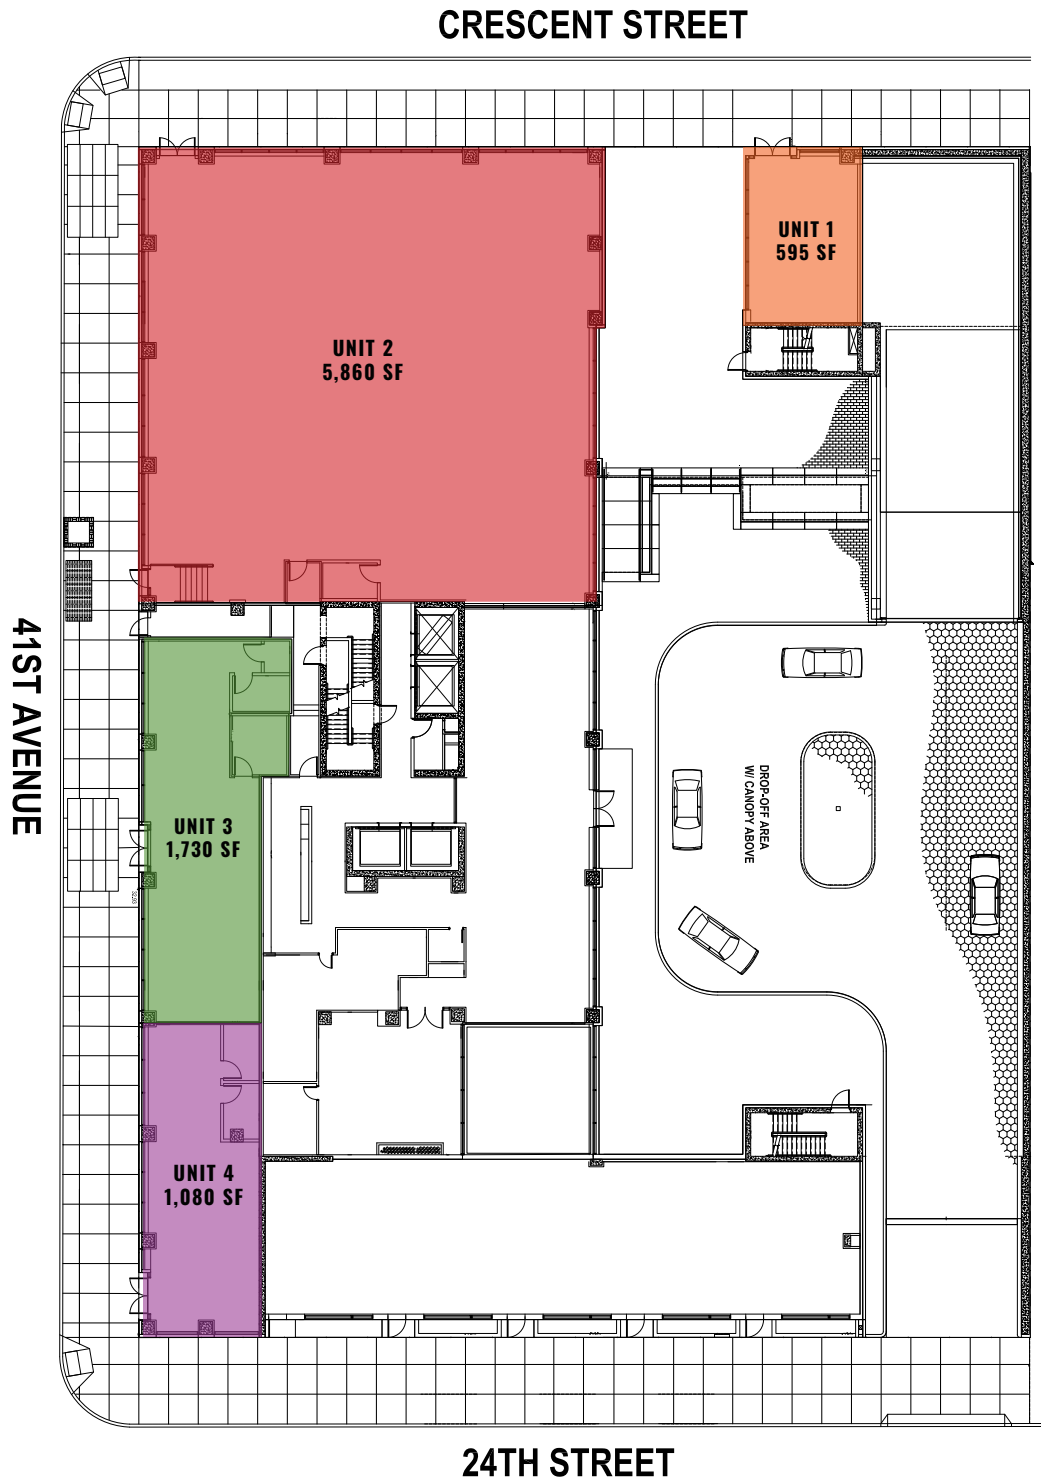 CRESCENT STREET
UNIT 1
595 SF
UNIT 2
5,860 SF
41ST AVENUE
DROP-OFF AREA
W/ CANOPY ABOVE
UNIT 3
1,730 SF
UNIT 4
1,080 SF
24TH STREET